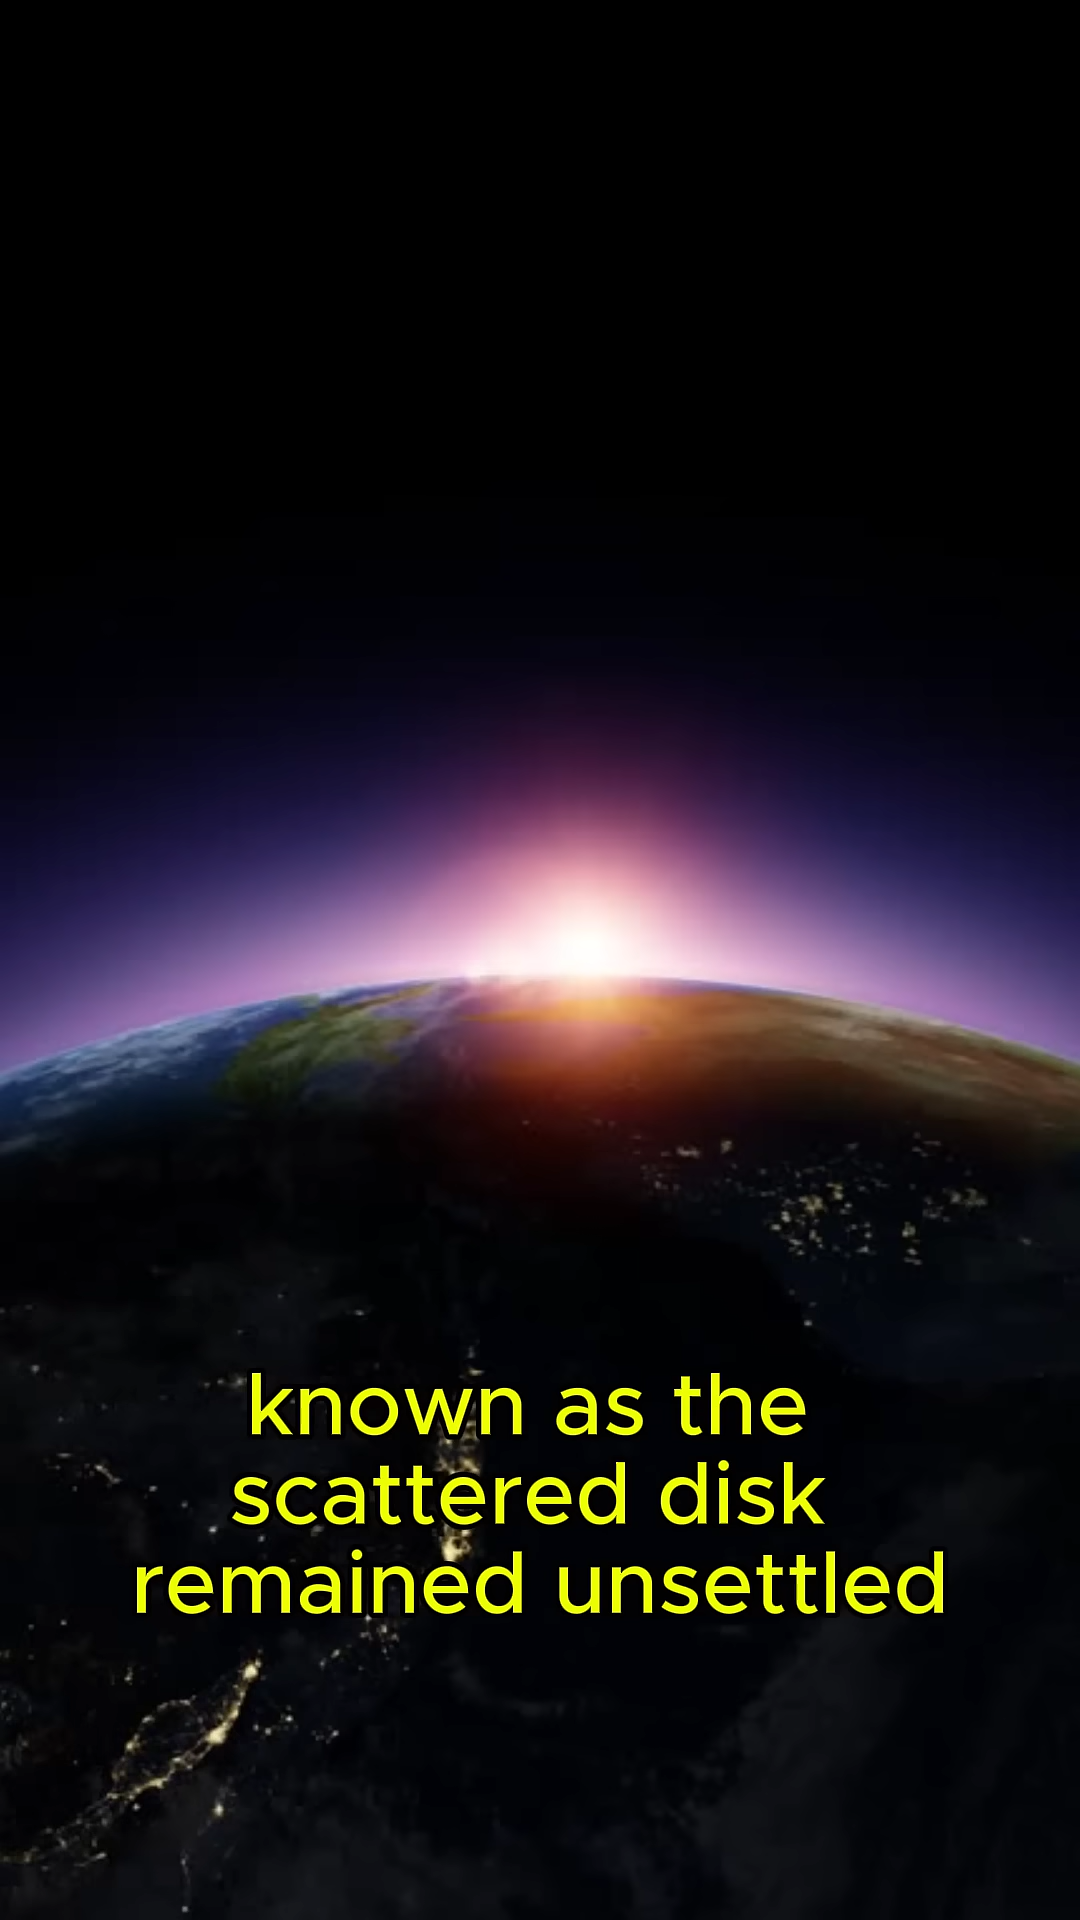 known as the
scattered disk
remained unsettled